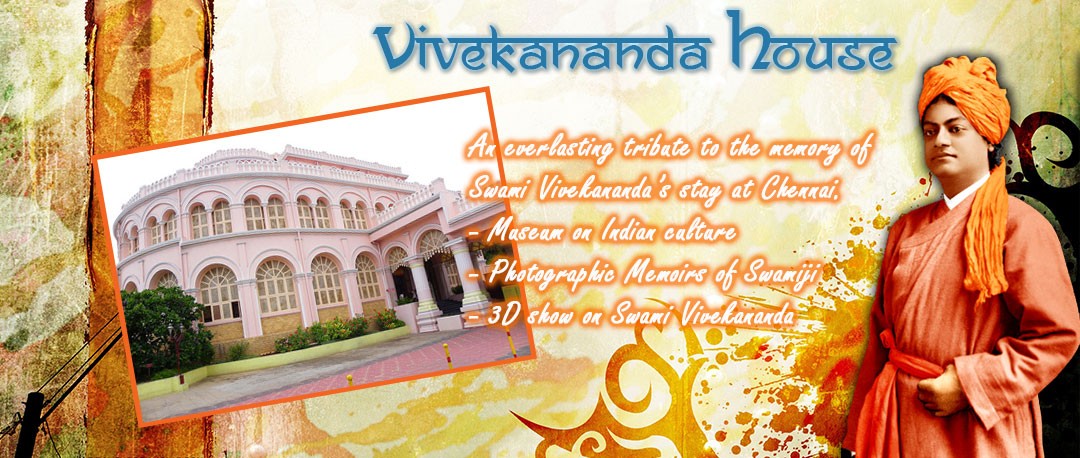 Vivekananda House
An everlasting tribute to the memory of
Swami Vivekananda's stay at Chennai,
- Museum on Indian culture
- Photographic Memoirs of Swamiji
- 3D show on Swami Vivekananda